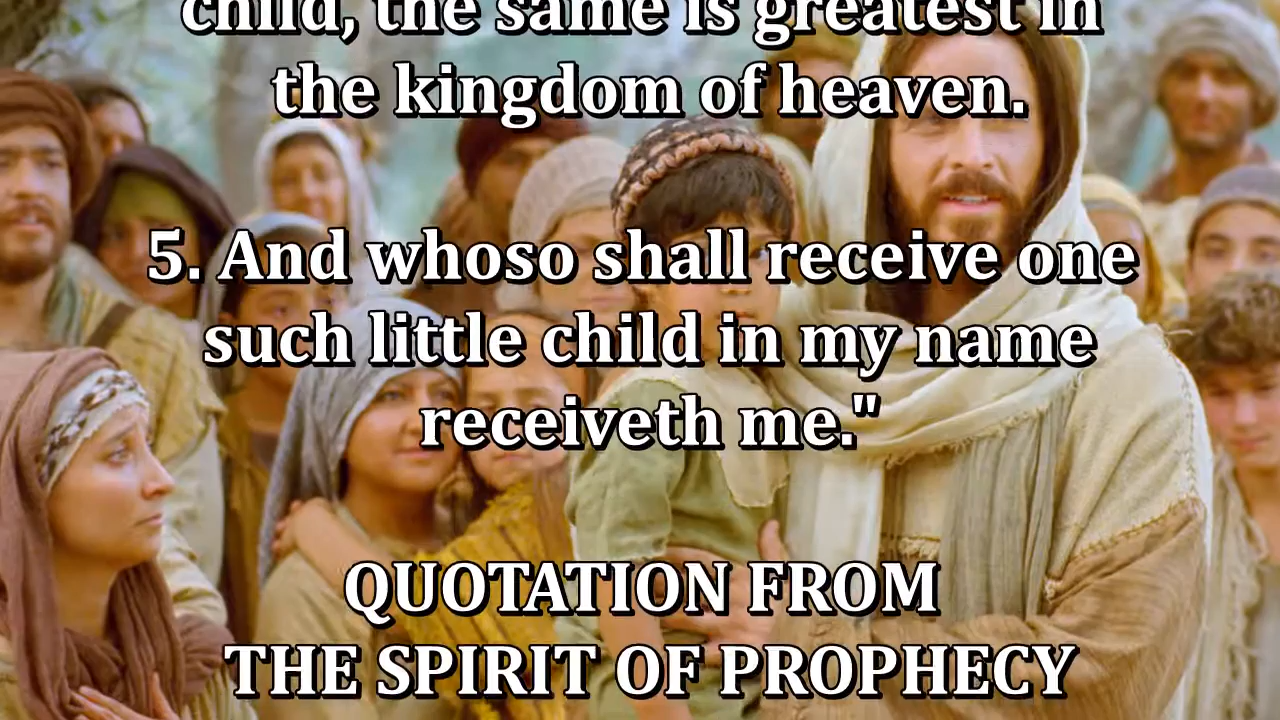 child, the same is greatest in
the kingdom of heaven.
5. And whoso shall receive one
such little child in my name
receiveth me."
QUOTATION FROM
THE SPIRIT OF PROPHECY